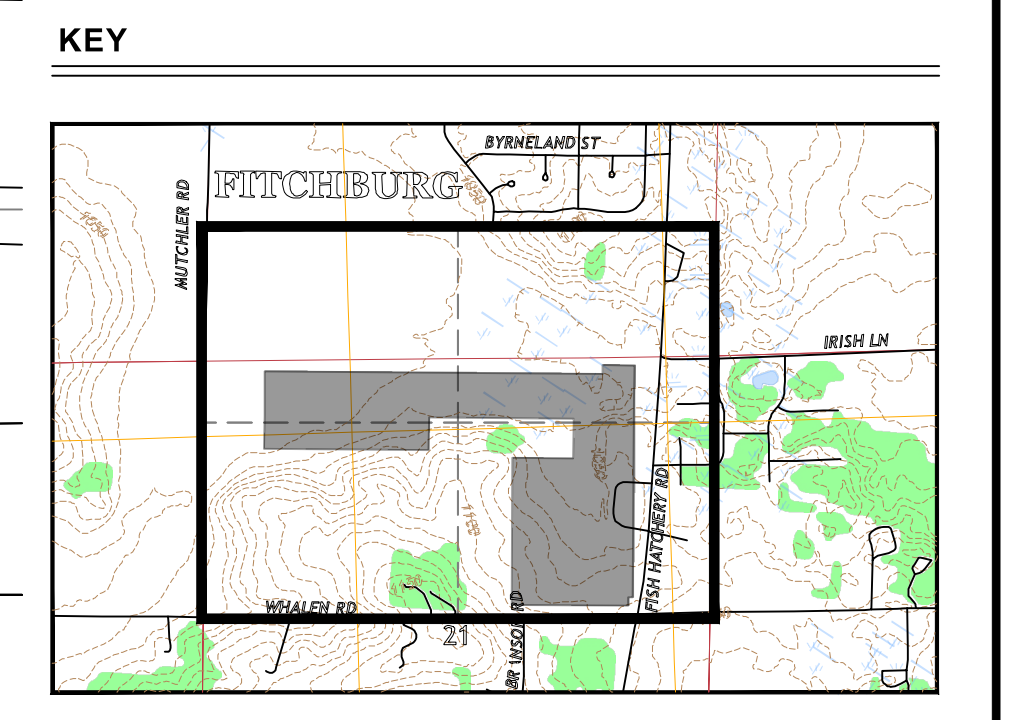 KEY
BYRNELAND ST
MUTCHLER RD
FITCHBURG
IRISH LN
FISH HATCHERY RD
WHALEN RD
21